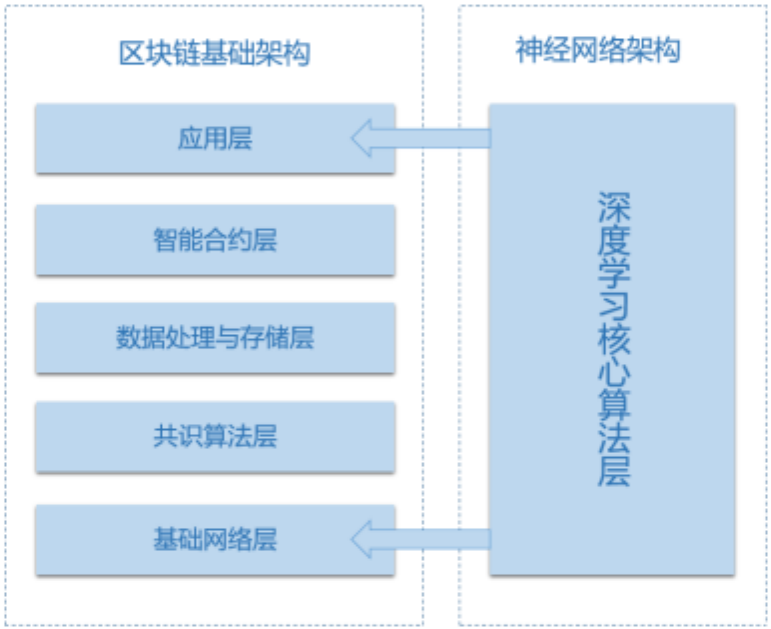 区块链基础架构
应用层
智能合约层
数据处理与存储层
共识算法层
基础网络层
神经网络架构
深度学习核心算法层